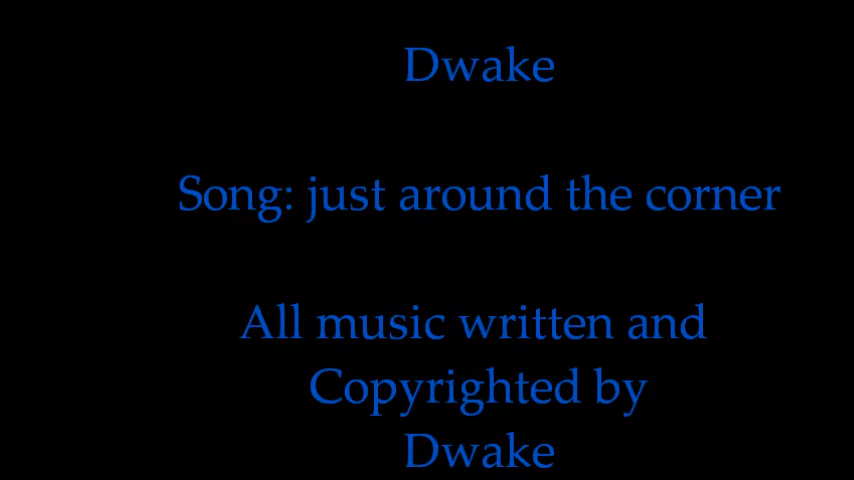 Dwake
Song: just around the corner
All music written and
Copyrighted by
Dwake